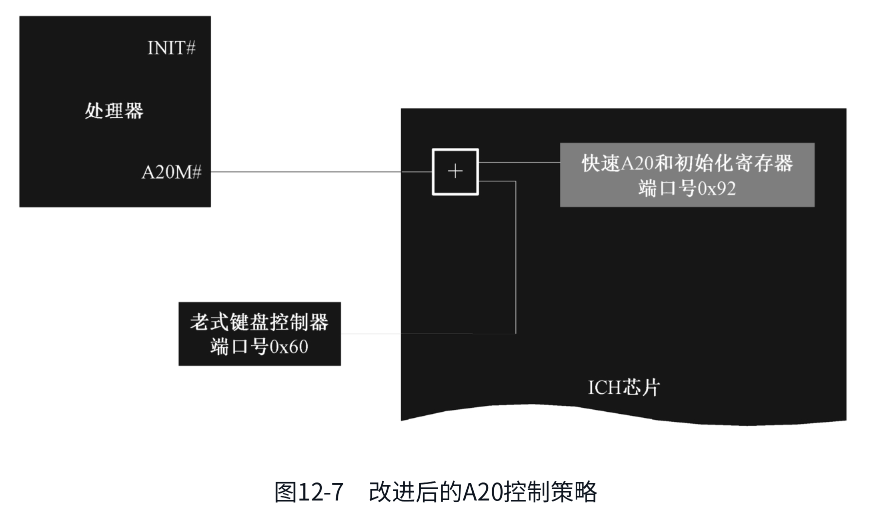 INIT#
处理器
A20M#
+
快速A20和初始化寄存器
端口号0x92
老式键盘控制器
端口号0x60
ICH芯片
图12-7 改进后的A20控制策略